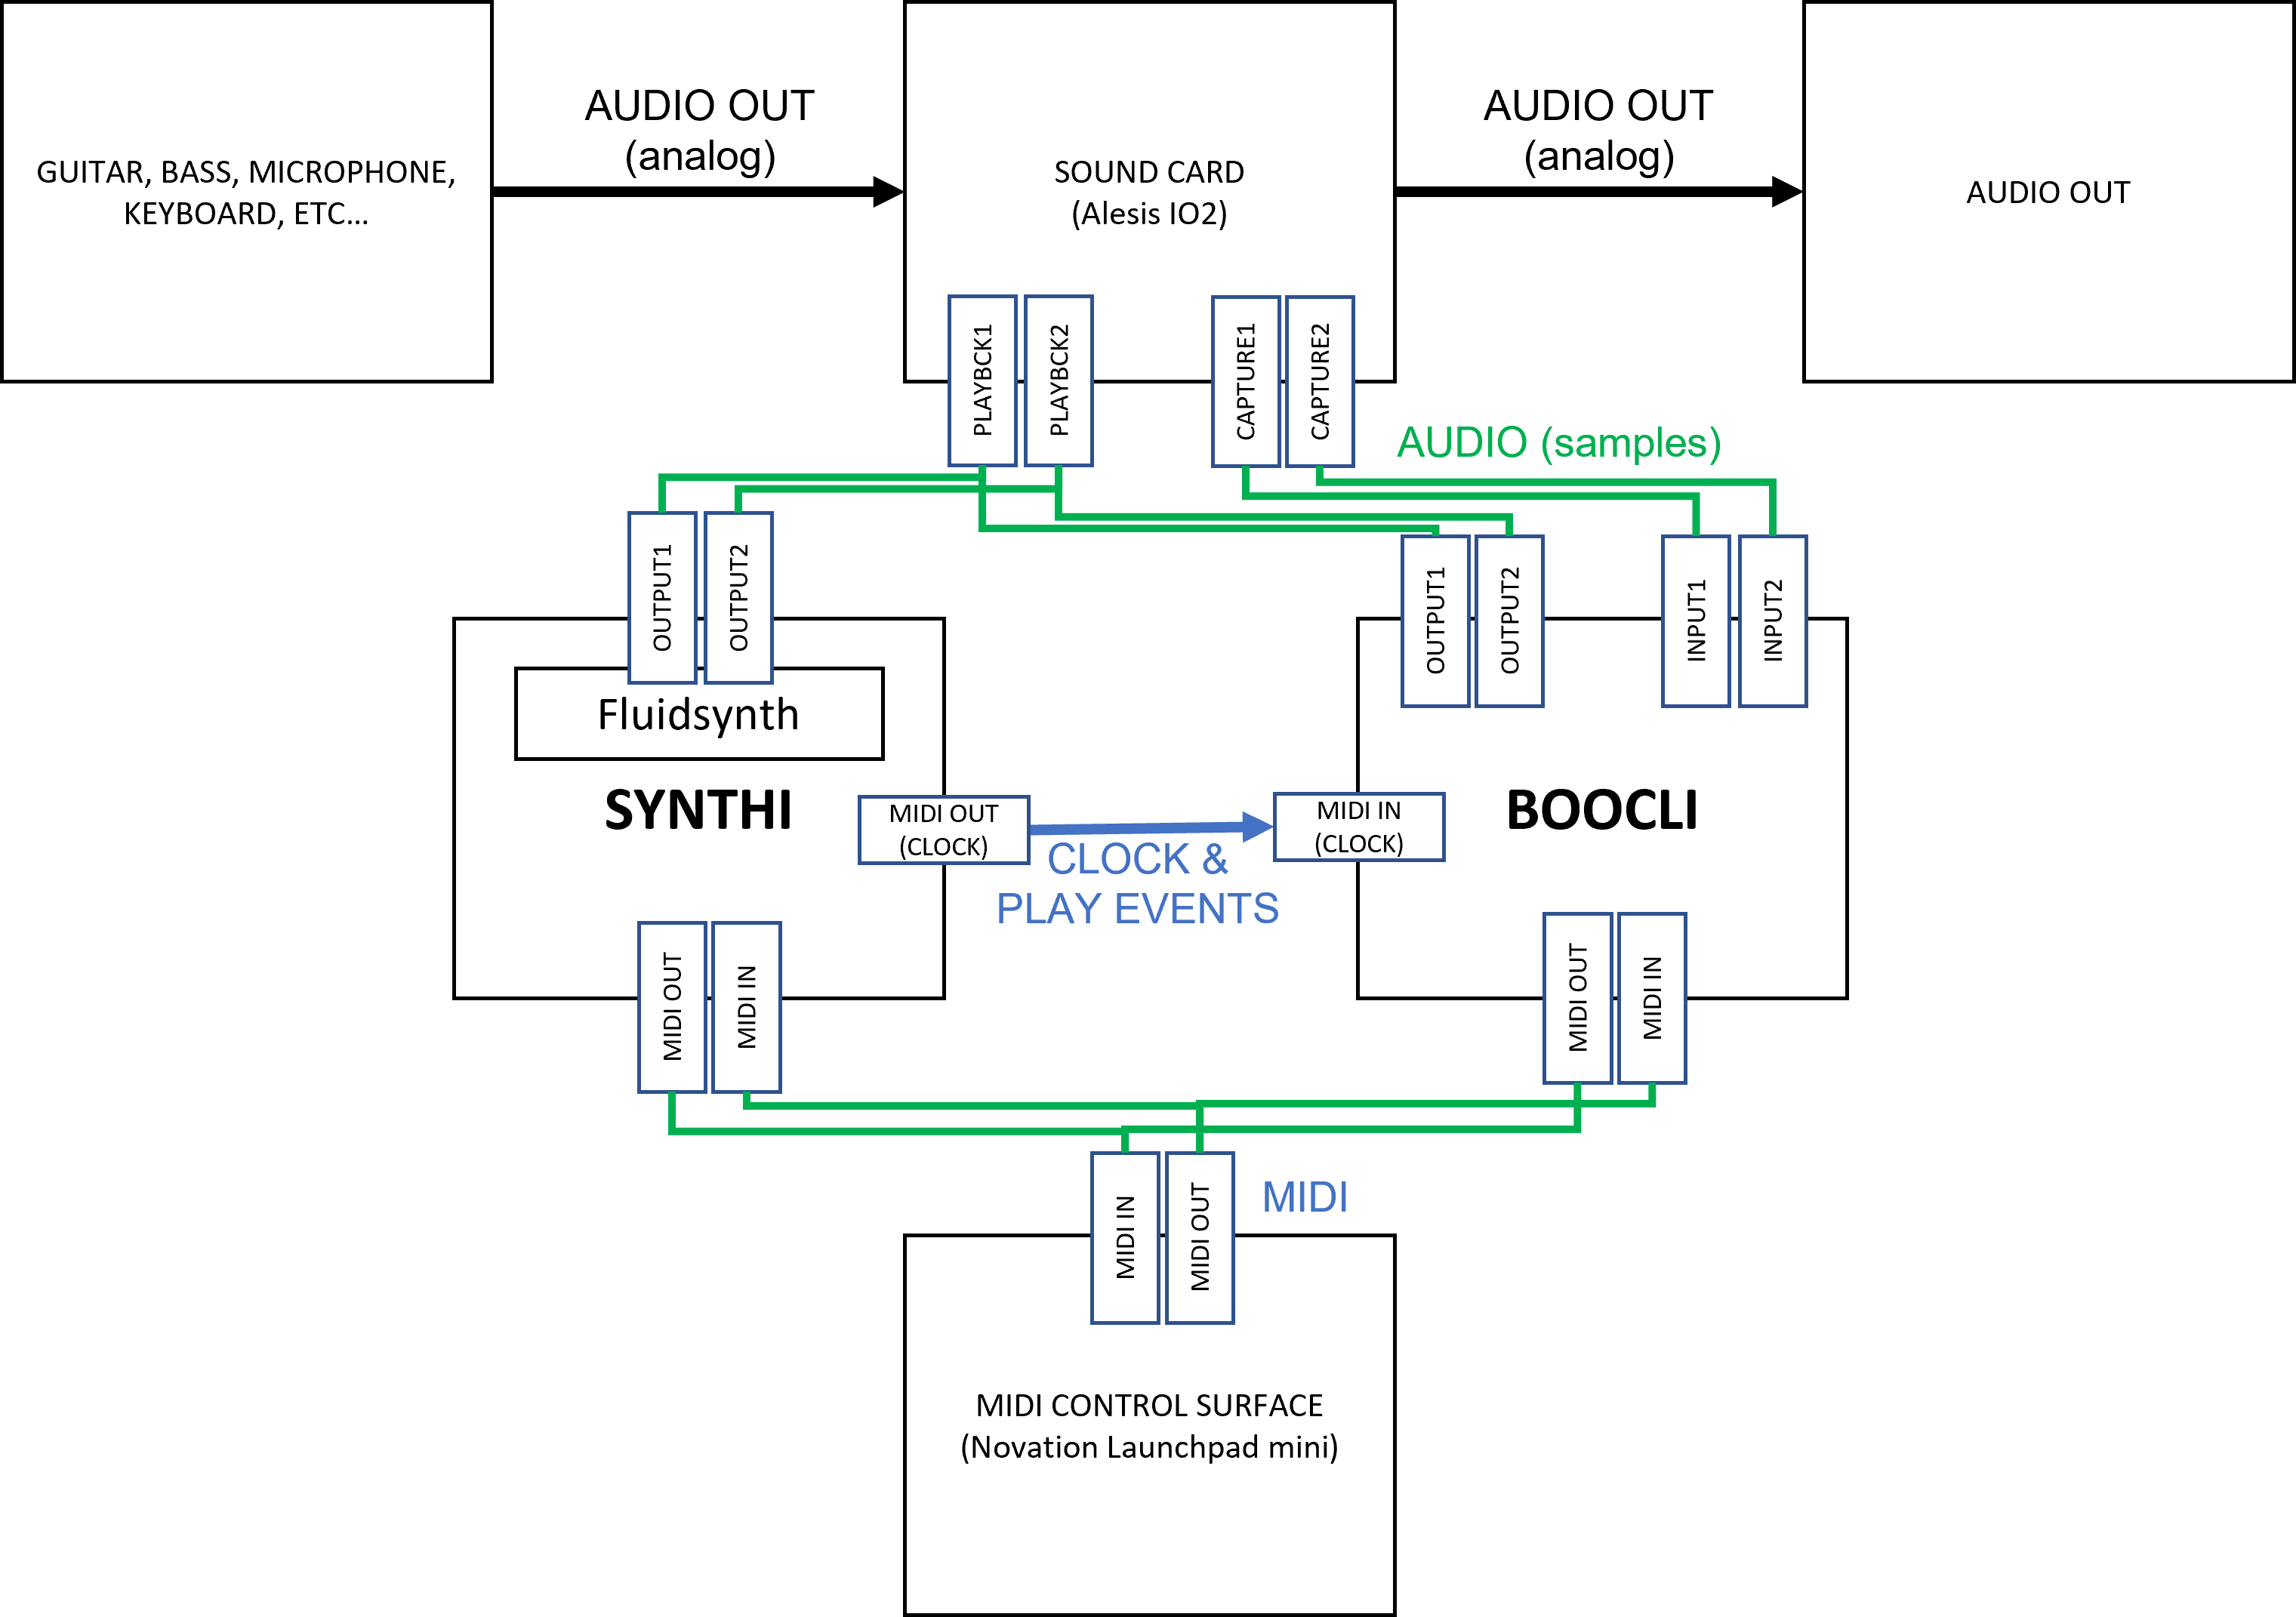 GUITAR, BASS, MICROPHONE,
KEYBOARD, ETC...
AUDIO OUT
(analog)
SOUND CARD
(Alesis IO2)
AUDIO OUT
(analog)
AUDIO OUT
PLAYBCK1
PLAYBCK2
CAPTURE1
CAPTURE2
AUDIO (samples)
OUTPUT1
OUTPUT2
OUTPUT1
OUTPUT2
INPUT1
INPUT2
Fluidsynth
SYNTHI
MIDI OUT
(CLOCK)
CLOCK &
PLAY EVENTS
MIDI IN
(CLOCK)
BOOCLI
MIDI OUT
MIDI IN
MIDI OUT
MIDI IN
MIDI IN
MIDI OUT
MIDI
MIDI CONTROL SURFACE
(Novation Launchpad mini)